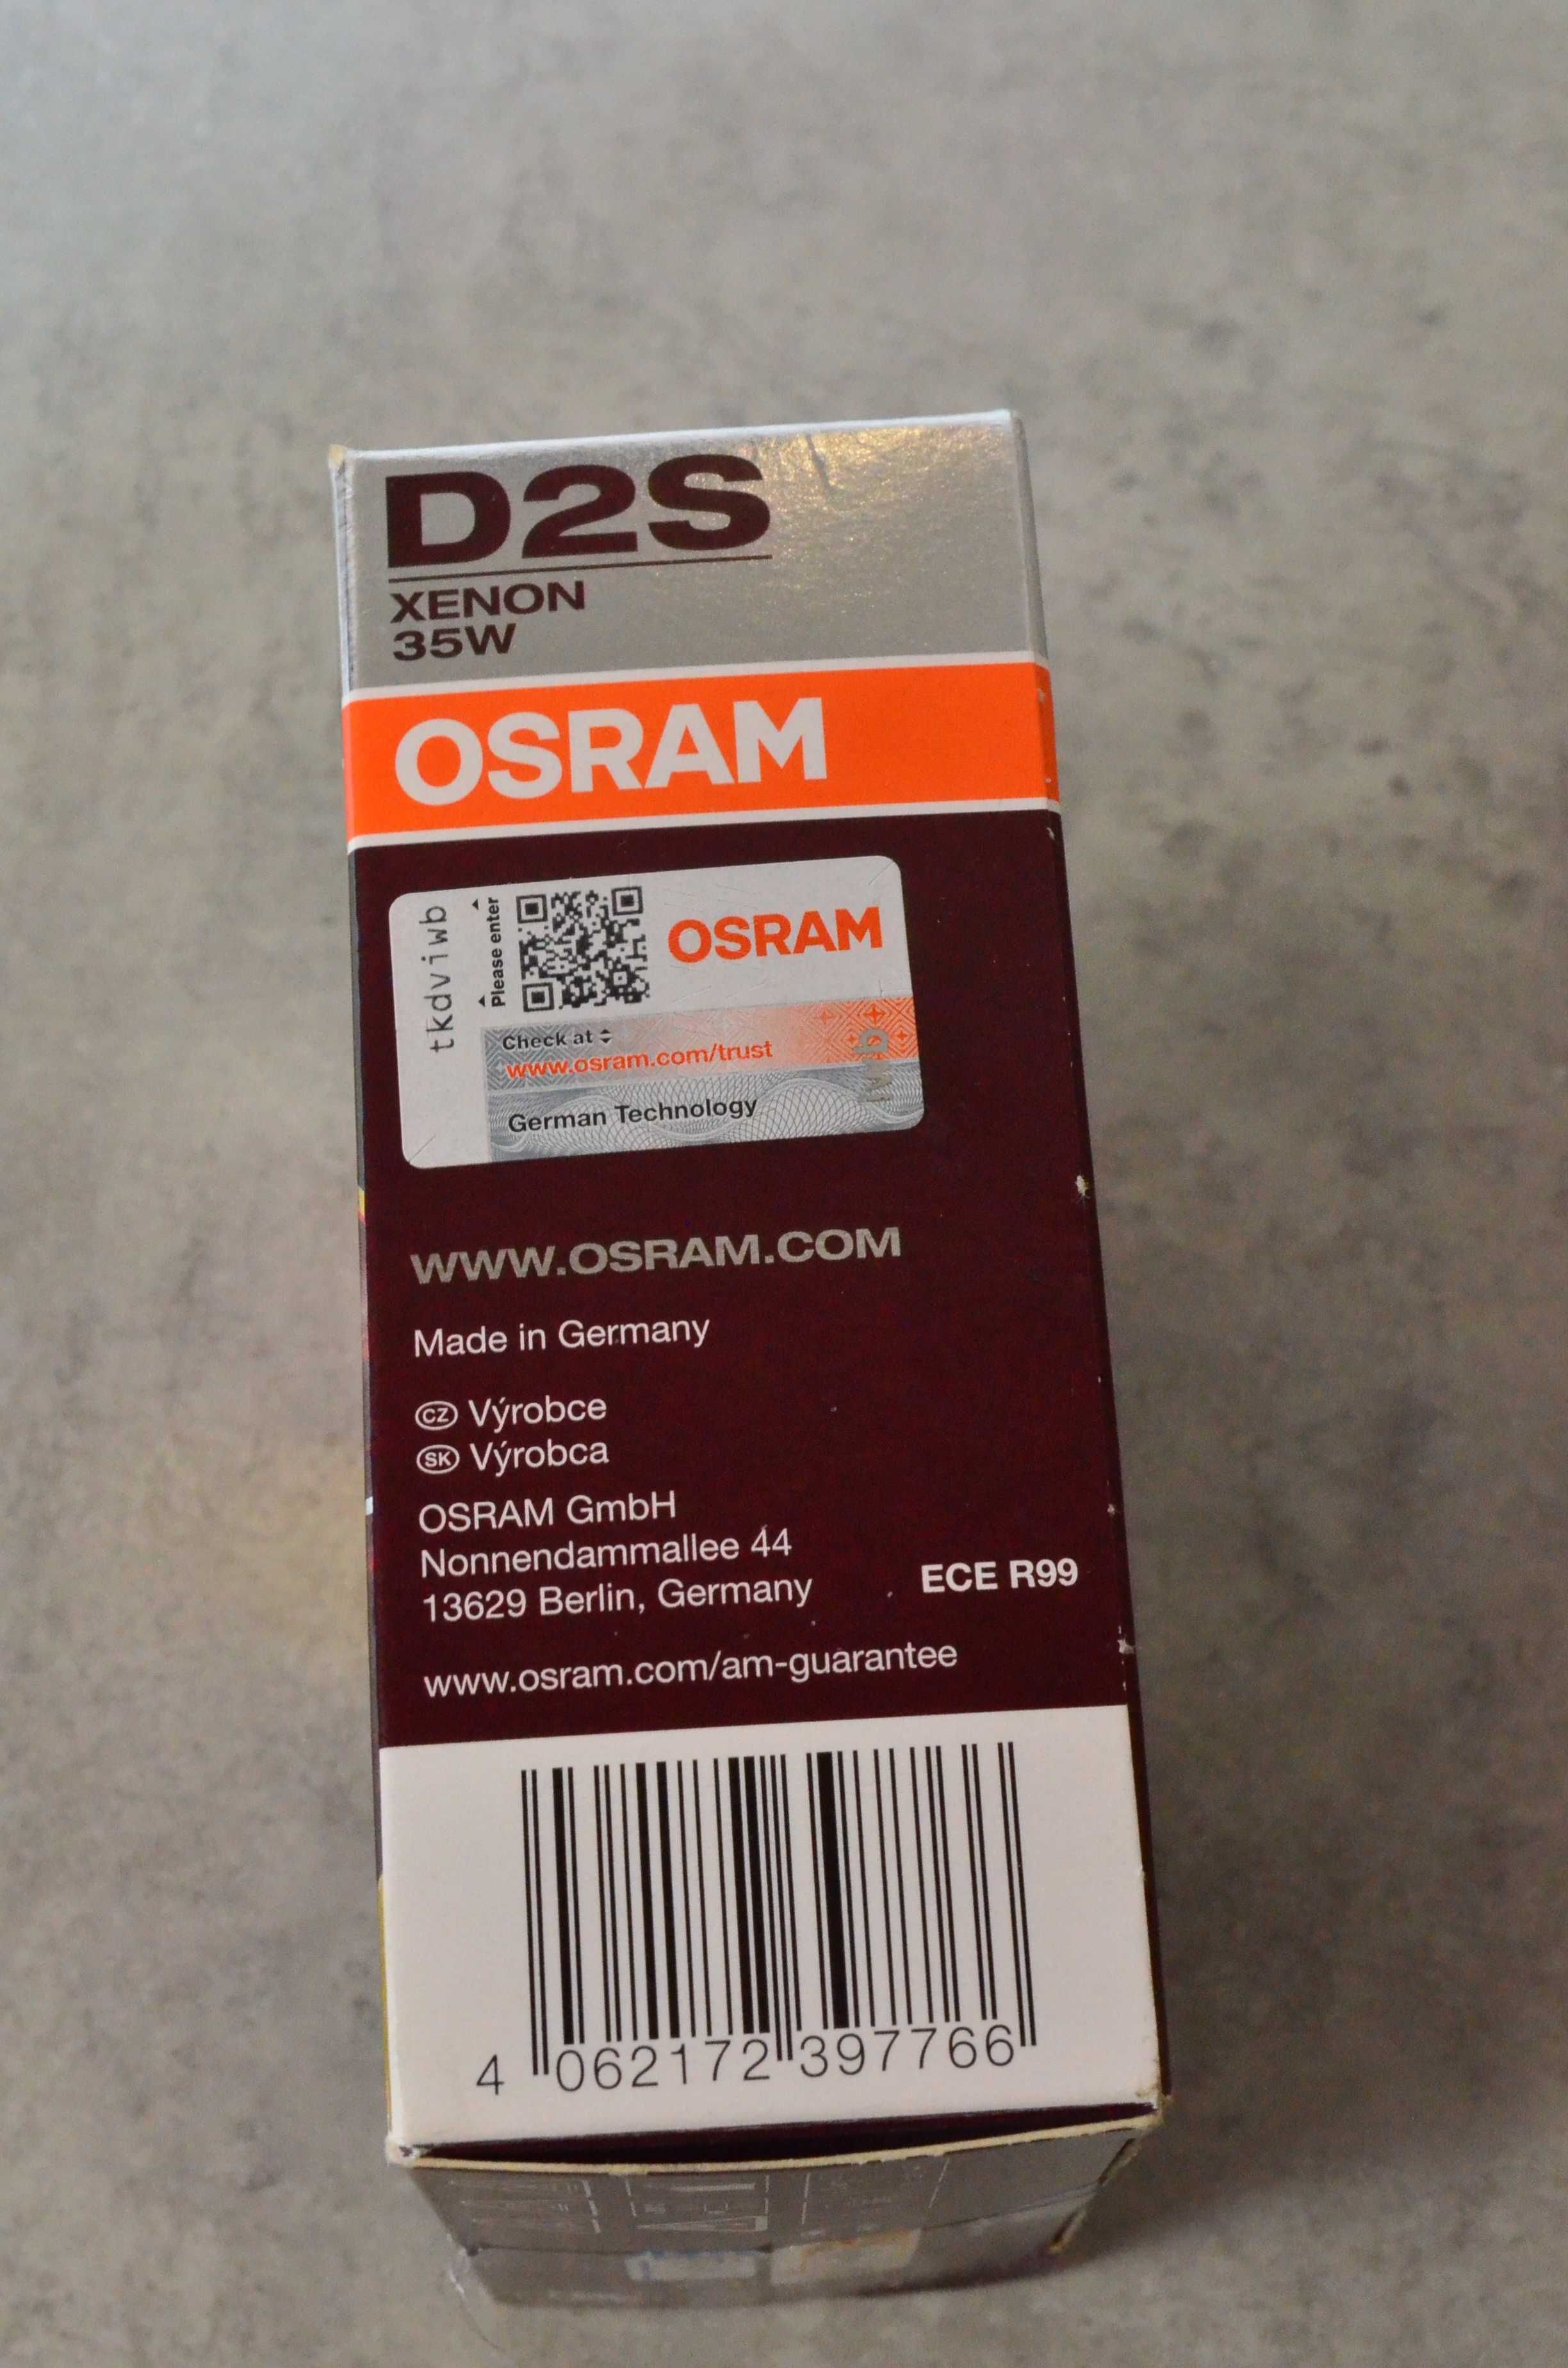 D2S
XENON
35W
OSRAM
tkdviwb
Please enter
OSRAM
Check at
www.osram.com/trust
German Technology
WWW.OSRAM.COM
Made in Germany
CZ Výrobce
SK Výrobca
OSRAM GmbH
Nonnendammallee 44
13629 Berlin, Germany
ECE R99
www.osram.com/am-guarantee
4 062172 397766